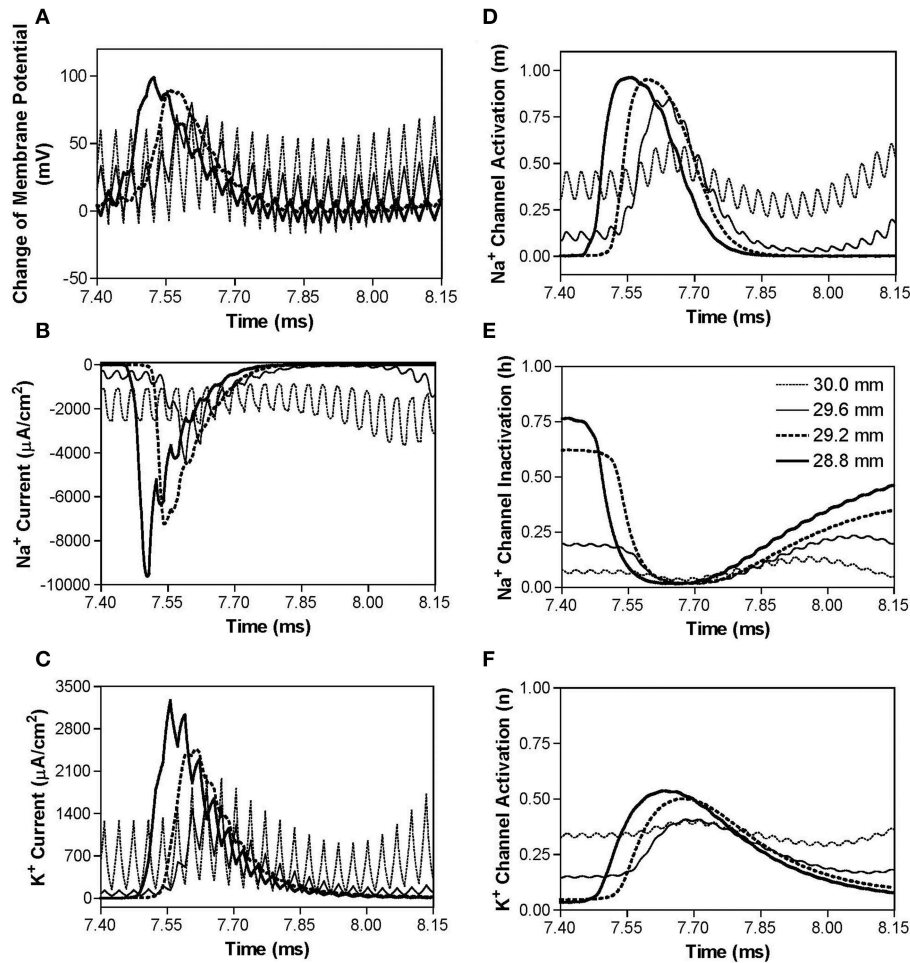 A
Change of Membrane Potential
(mV)
100
50
0
-50
7.40 7.55 7.70 7.85 8.00 8.15
Time (ms)
B
Na+ Current (μA/cm2)
0
-2000
-4000
-6000
-8000
-10000
7.40 7.55 7.70 7.85 8.00 8.15
Time (ms)
C
K+ Current (μA/cm2)
3500
2800
2100
1400
700
0
7.40 7.55 7.70 7.85 8.00 8.15
Time (ms)
D
Na+ Channel Activation (m)
1.00
0.75
0.50
0.25
0.00
7.40 7.55 7.70 7.85 8.00 8.15
Time (ms)
E
Na+ Channel Inactivation (h)
1.00
0.75
0.50
0.25
0.00
30.0 mm
29.6 mm
29.2 mm
28.8 mm
7.40 7.55 7.70 7.85 8.00 8.15
Time (ms)
F
K+ Channel Activation (n)
1.00
0.75
0.50
0.25
0.00
7.40 7.55 7.70 7.85 8.00 8.15
Time (ms)